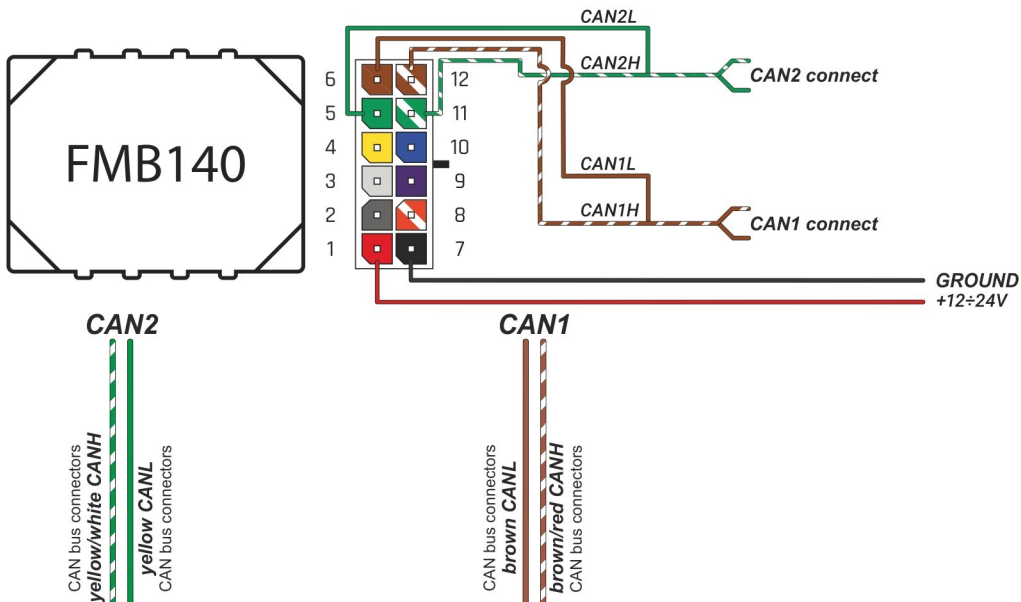 FMB140
6
5
4
3
2
1
12
11
10
9
8
7
CAN2L
CAN2H
CAN2 connect
CAN1L
CAN1H
CAN1 connect
GROUND
+12÷24V
CAN2
CAN bus connectors
yellow/white CANH
yellow CANL
CAN bus connectors
CAN1
CAN bus connectors
brown CANL
brown/red CANH
CAN bus connectors